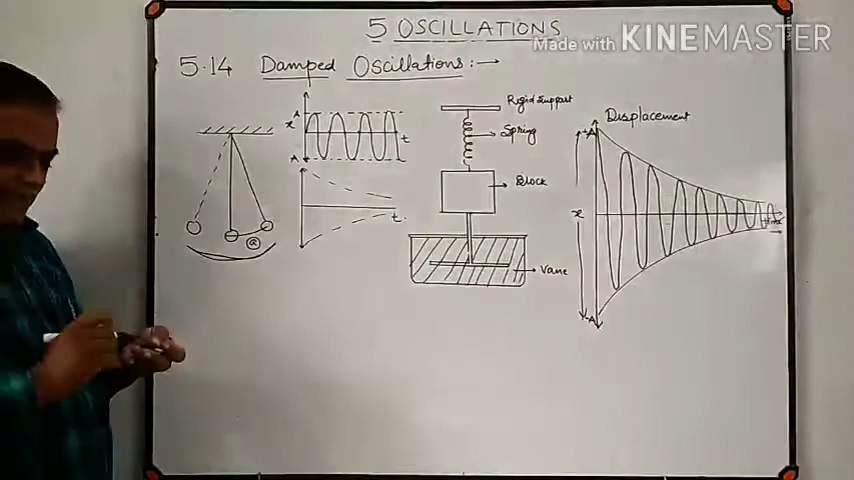 5 OSCILLATIONS
Made with KINEMASTER
5.14 Damped Oscillations :→
A
x
t
A
t
Rigid support
Spring
Block
Vane
Displacement
+A
x
-A